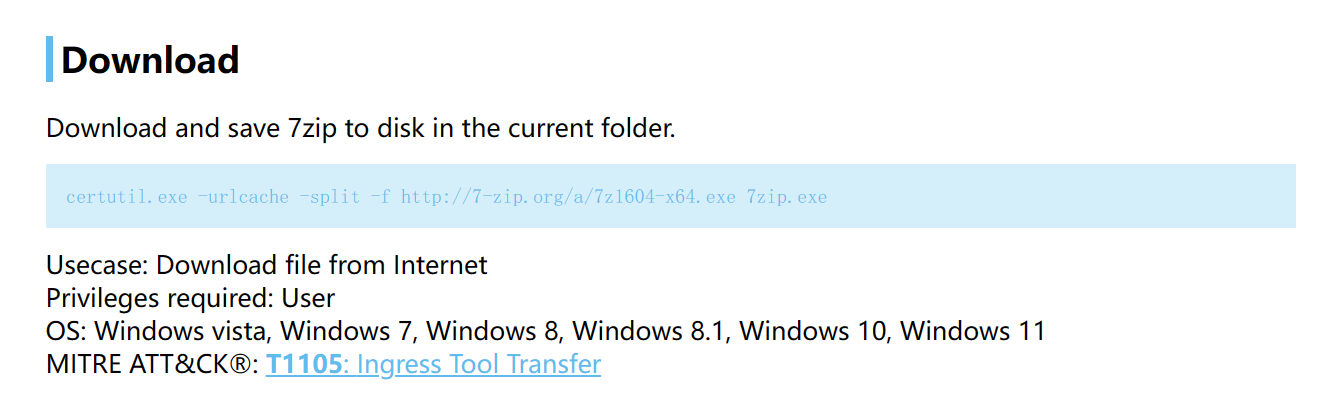 Download
Download and save 7zip to disk in the current folder.
certutil.exe -urlcache -split -f http://7-zip.org/a/7z1604-x64.exe 7zip.exe
Usecase: Download file from Internet
Privileges required: User
OS: Windows vista, Windows 7, Windows 8, Windows 8.1, Windows 10, Windows 11
MITRE ATT&CK®: T1105: Ingress Tool Transfer